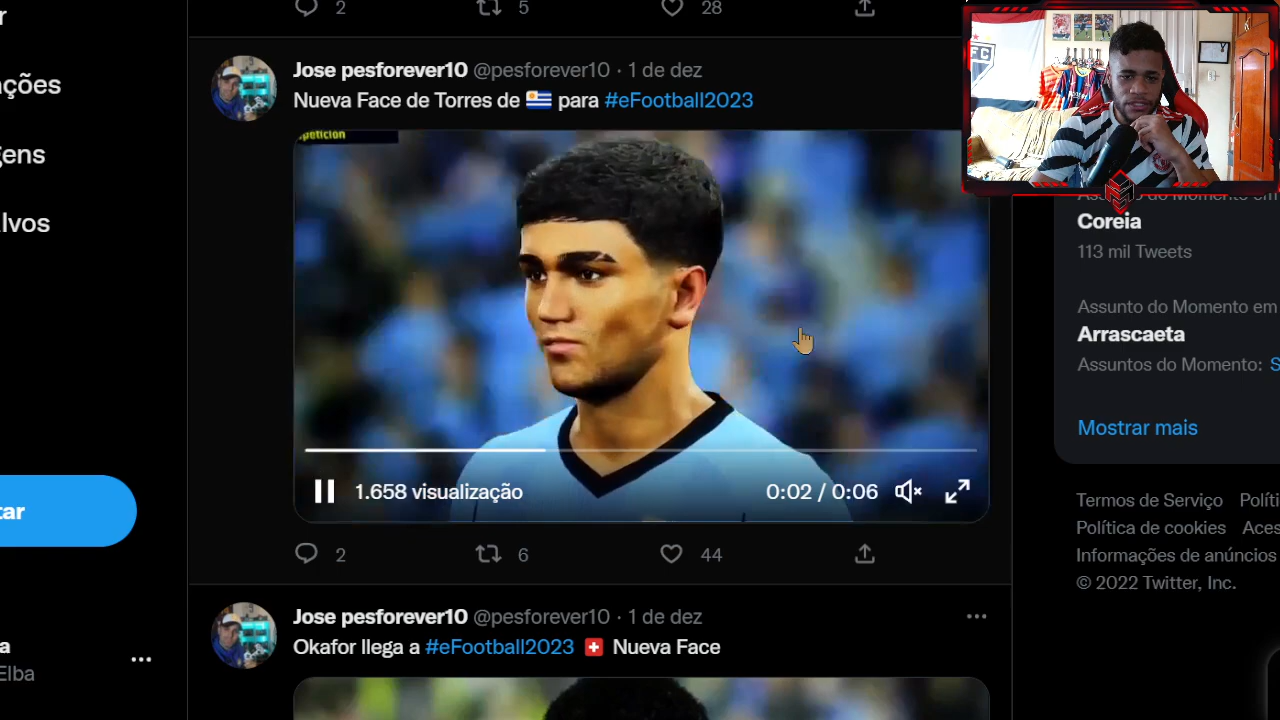 2 5 28
r
ações
gens
lvos
tar
a
Elba
Jose pesforever10 @pesforever10 · 1 de dez
Nueva Face de Torres de 🇺🇾 para #eFootball2023
petición
1.658 visualização 0:02 / 0:06
2 6 44
Jose pesforever10 @pesforever10 · 1 de dez
Okafor llega a #eFootball2023 🇨🇭 Nueva Face
FC
Coreia
113 mil Tweets
Assunto do Momento em
Arrascaeta
Assuntos do Momento: S
Mostrar mais
Termos de Serviço Políti
Política de cookies Aces
Informações de anúncios
© 2022 Twitter, Inc.